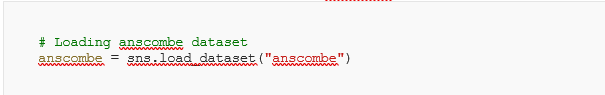 # Loading anscombe dataset
anscombe = sns.load_dataset("anscombe")